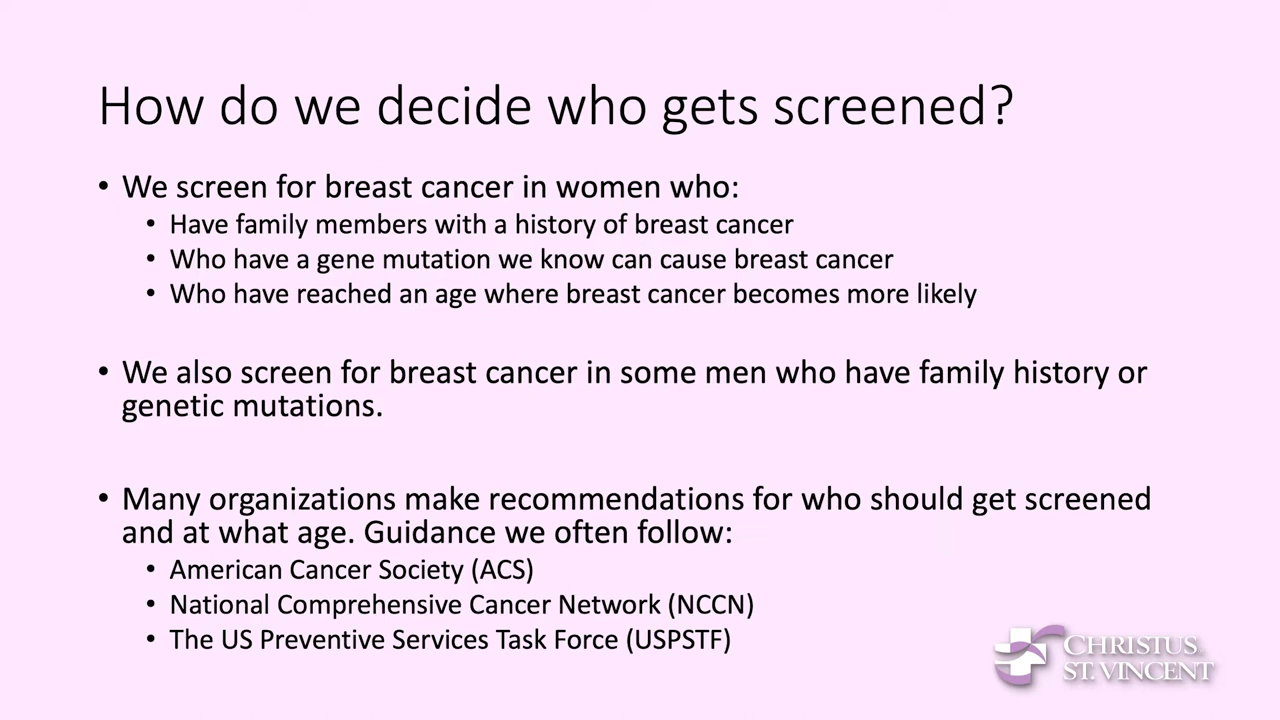 How do we decide who gets screened?
• We screen for breast cancer in women who:
• Have family members with a history of breast cancer
• Who have a gene mutation we know can cause breast cancer
• Who have reached an age where breast cancer becomes more likely
• We also screen for breast cancer in some men who have family history or
genetic mutations.
• Many organizations make recommendations for who should get screened
and at what age. Guidance we often follow:
• American Cancer Society (ACS)
• National Comprehensive Cancer Network (NCCN)
• The US Preventive Services Task Force (USPSTF)
CHRISTUS
ST. VINCENT